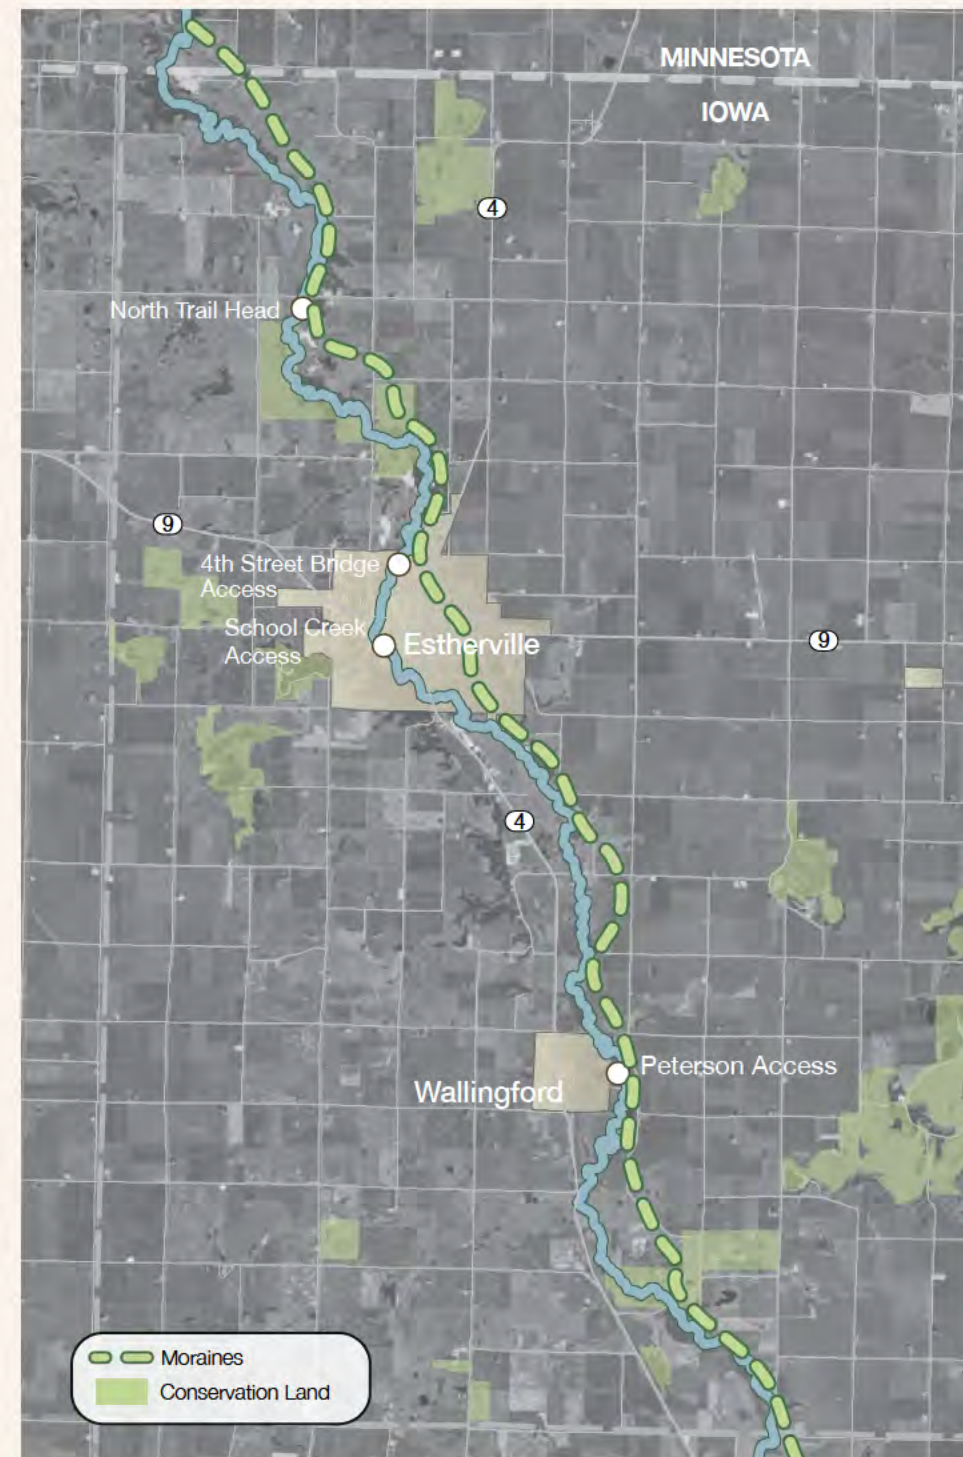 MINNESOTA
IOWA
4
North Trail Head
9
4th Street Bridge
Access
School Creek
Access
Estherville
9
4
Peterson Access
Wallingford
Moraines
Conservation Land